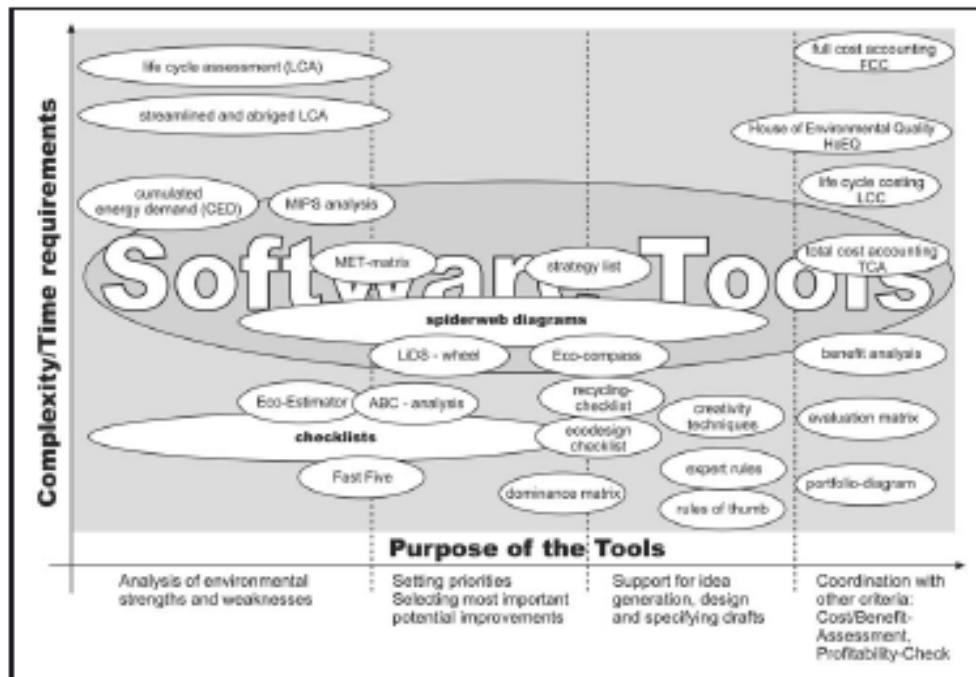 Complexity/Time requirements
life cycle assessment (LCA)
full cost accounting
FCC
streamlined and abriged LCA
House of Environmental Quality
HoEQ
cumulated
energy demand (CED)
MIPS analysis
life cycle costing
LCC
Software Tools
MET-matrix
strategy list
total cost accounting
TCA
spiderweb diagrams
LiDS - wheel
Eco-compass
benefit analysis
Eco-Estimator
ABC - analysis
recycling-
checklist
creativity
techniques
evaluation matrix
checklists
ecodesign
checklist
Fast Five
expert rules
dominance matrix
portfolio-diagram
rules of thumb
Purpose of the Tools
Analysis of environmental
strengths and weaknesses
Setting priorities
Selecting most important
potential improvements
Support for idea
generation, design
and specifying drafts
Coordination with
other criteria:
Cost/Benefit-
Assessment,
Profitability-Check